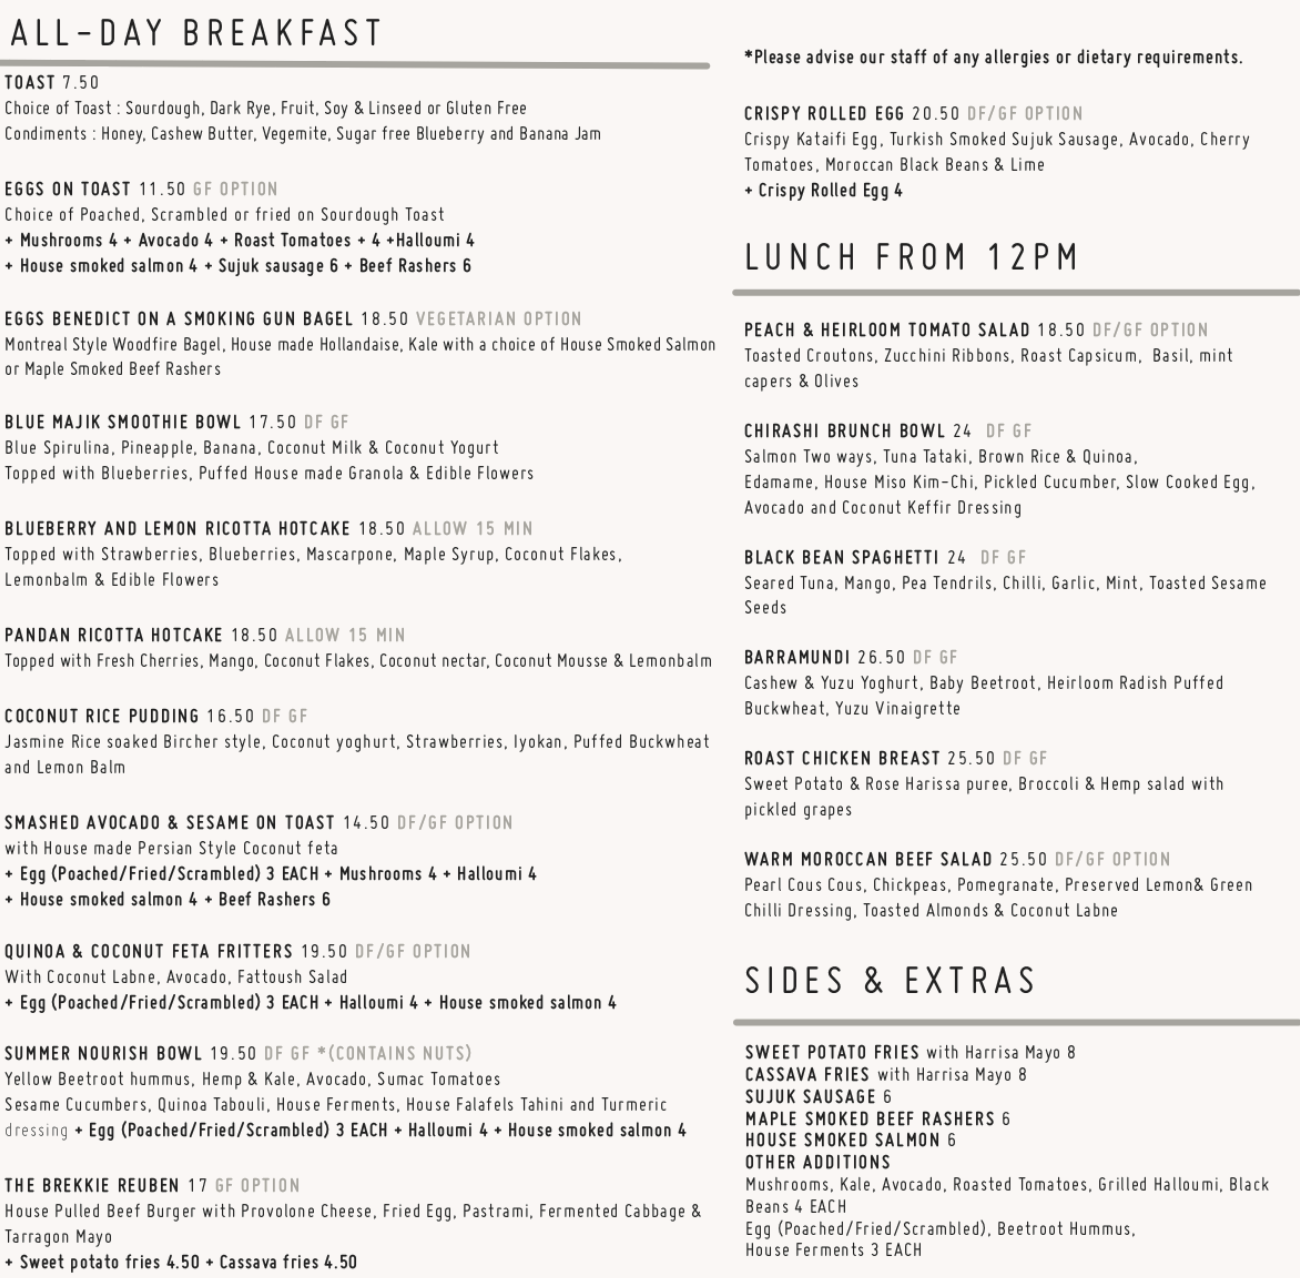 ALL-DAY BREAKFAST
TOAST 7.50
Choice of Toast : Sourdough, Dark Rye, Fruit, Soy & Linseed or Gluten Free
Condiments : Honey, Cashew Butter, Vegemite, Sugar free Blueberry and Banana Jam
EGGS ON TOAST 11.50 GF OPTION
Choice of Poached, Scrambled or fried on Sourdough Toast
+ Mushrooms 4 + Avocado 4 + Roast Tomatoes + 4 +Halloumi 4
+ House smoked salmon 4 + Sujuk sausage 6 + Beef Rashers 6
EGGS BENEDICT ON A SMOKING GUN BAGEL 18.50 VEGETARIAN OPTION
Montreal Style Woodfire Bagel, House made Hollandaise, Kale with a choice of House Smoked Salmon
or Maple Smoked Beef Rashers
BLUE MAJIK SMOOTHIE BOWL 17.50 DF GF
Blue Spirulina, Pineapple, Banana, Coconut Milk & Coconut Yogurt
Topped with Blueberries, Puffed House made Granola & Edible Flowers
BLUEBERRY AND LEMON RICOTTA HOTCAKE 18.50 ALLOW 15 MIN
Topped with Strawberries, Blueberries, Mascarpone, Maple Syrup, Coconut Flakes,
Lemonbalm & Edible Flowers
PANDAN RICOTTA HOTCAKE 18.50 ALLOW 15 MIN
Topped with Fresh Cherries, Mango, Coconut Flakes, Coconut nectar, Coconut Mousse & Lemonbalm
COCONUT RICE PUDDING 16.50 DF GF
Jasmine Rice soaked Bircher style, Coconut yoghurt, Strawberries, Iyokan, Puffed Buckwheat
and Lemon Balm
SMASHED AVOCADO & SESAME ON TOAST 14.50 DF/GF OPTION
with House made Persian Style Coconut feta
+ Egg (Poached/Fried/Scrambled) 3 EACH + Mushrooms 4 + Halloumi 4
+ House smoked salmon 4 + Beef Rashers 6
QUINOA & COCONUT FETA FRITTERS 19.50 DF/GF OPTION
With Coconut Labne, Avocado, Fattoush Salad
+ Egg (Poached/Fried/Scrambled) 3 EACH + Halloumi 4 + House smoked salmon 4
SUMMER NOURISH BOWL 19.50 DF GF *(CONTAINS NUTS)
Yellow Beetroot hummus, Hemp & Kale, Avocado, Sumac Tomatoes
Sesame Cucumbers, Quinoa Tabouli, House Ferments, House Falafels Tahini and Turmeric
dressing + Egg (Poached/Fried/Scrambled) 3 EACH + Halloumi 4 + House smoked salmon 4
THE BREKKIE REUBEN 17 GF OPTION
House Pulled Beef Burger with Provolone Cheese, Fried Egg, Pastrami, Fermented Cabbage &
Tarragon Mayo
+ Sweet potato fries 4.50 + Cassava fries 4.50
*Please advise our staff of any allergies or dietary requirements.
CRISPY ROLLED EGG 20.50 DF/GF OPTION
Crispy Kataifi Egg, Turkish Smoked Sujuk Sausage, Avocado, Cherry
Tomatoes, Moroccan Black Beans & Lime
+ Crispy Rolled Egg 4
LUNCH FROM 12PM
PEACH & HEIRLOOM TOMATO SALAD 18.50 DF/GF OPTION
Toasted Croutons, Zucchini Ribbons, Roast Capsicum, Basil, mint
capers & Olives
CHIRASHI BRUNCH BOWL 24 DF GF
Salmon Two ways, Tuna Tataki, Brown Rice & Quinoa,
Edamame, House Miso Kim-Chi, Pickled Cucumber, Slow Cooked Egg,
Avocado and Coconut Keffir Dressing
BLACK BEAN SPAGHETTI 24 DF GF
Seared Tuna, Mango, Pea Tendrils, Chilli, Garlic, Mint, Toasted Sesame
Seeds
BARRAMUNDI 26.50 DF GF
Cashew & Yuzu Yoghurt, Baby Beetroot, Heirloom Radish Puffed
Buckwheat, Yuzu Vinaigrette
ROAST CHICKEN BREAST 25.50 DF GF
Sweet Potato & Rose Harissa puree, Broccoli & Hemp salad with
pickled grapes
WARM MOROCCAN BEEF SALAD 25.50 DF/GF OPTION
Pearl Cous Cous, Chickpeas, Pomegranate, Preserved Lemon& Green
Chilli Dressing, Toasted Almonds & Coconut Labne
SIDES & EXTRAS
SWEET POTATO FRIES with Harrisa Mayo 8
CASSAVA FRIES with Harrisa Mayo 8
SUJUK SAUSAGE 6
MAPLE SMOKED BEEF RASHERS 6
HOUSE SMOKED SALMON 6
OTHER ADDITIONS
Mushrooms, Kale, Avocado, Roasted Tomatoes, Grilled Halloumi, Black
Beans 4 EACH
Egg (Poached/Fried/Scrambled), Beetroot Hummus,
House Ferments 3 EACH